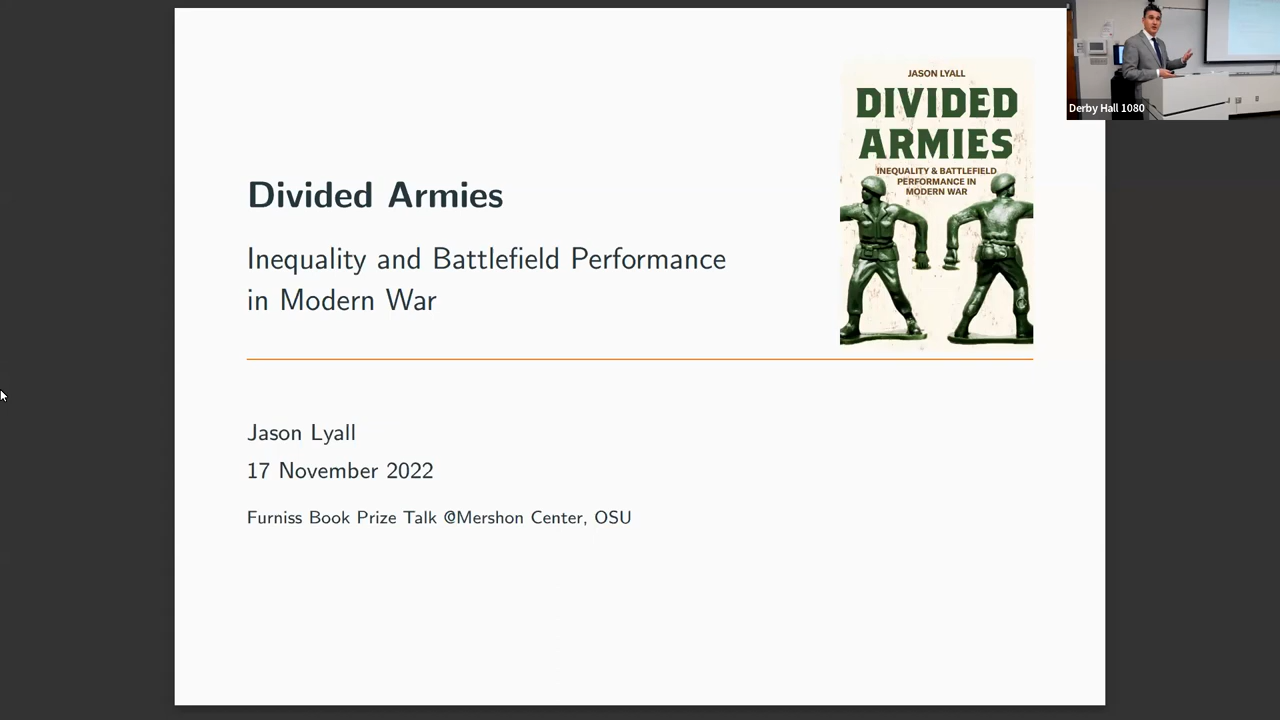 JASON LYALL
DIVIDED
ARMIES
INEQUALITY & BATTLEFIELD
PERFORMANCE IN
MODERN WAR
Derby Hall 1080
Divided Armies
Inequality and Battlefield Performance
in Modern War
Jason Lyall
17 November 2022
Furniss Book Prize Talk @Mershon Center, OSU